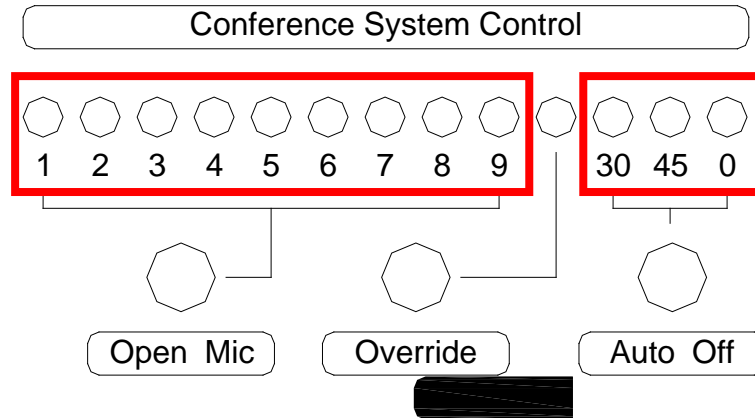 Conference System Control
1 2 3 4 5 6 7 8 9 30 45 0
Open Mic Override Auto Off